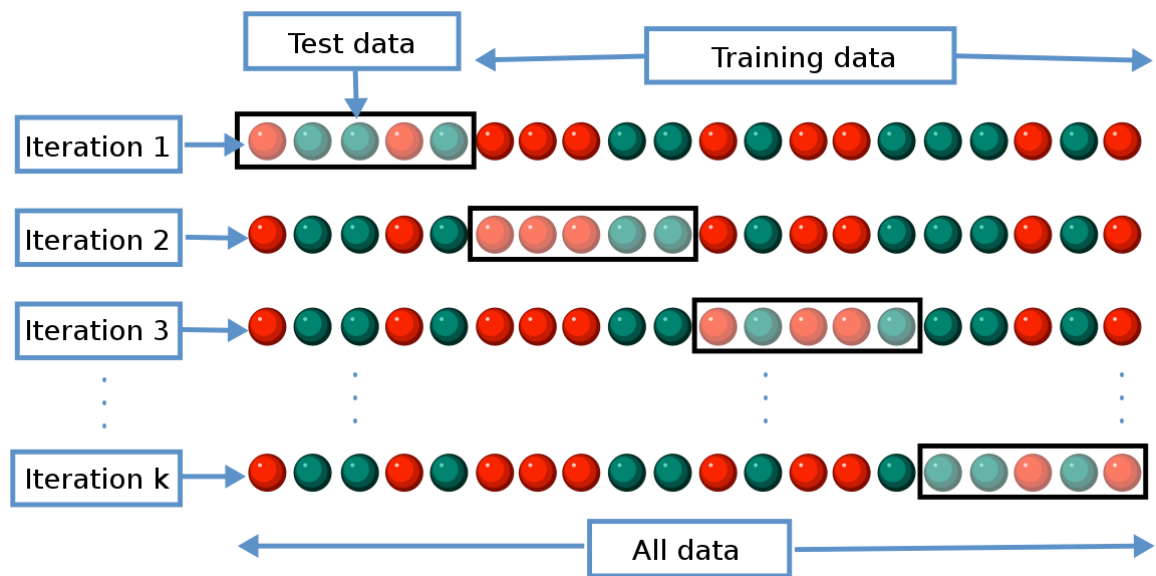 Test data
Training data
Iteration 1
Iteration 2
Iteration 3
Iteration k
All data